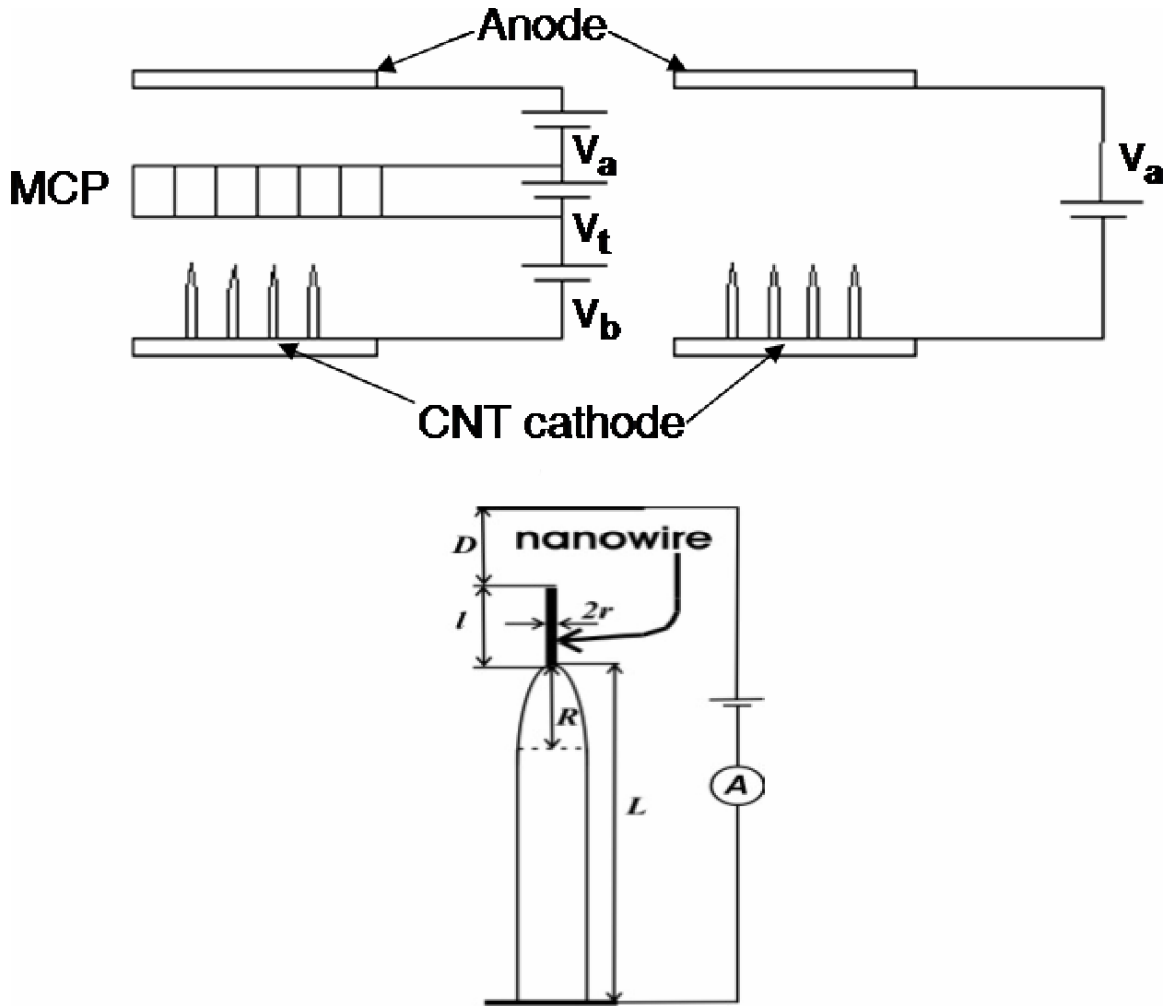 Anode
MCP
Va
Vt
Vb
Va
CNT cathode
D
nanowire
l
2r
R
L
A